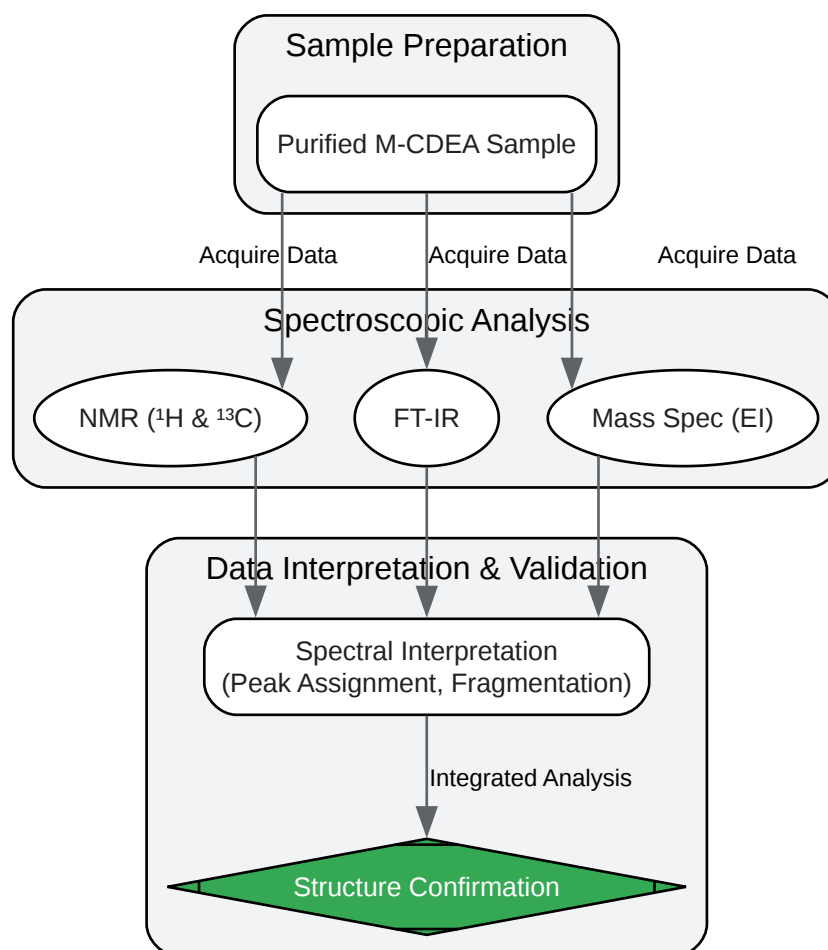 Sample Preparation
Purified M-CDEA Sample
Acquire Data Acquire Data Acquire Data
Spectroscopic Analysis
NMR (¹H & ¹³C) FT-IR Mass Spec (EI)
Data Interpretation & Validation
Spectral Interpretation
(Peak Assignment, Fragmentation)
Integrated Analysis
Structure Confirmation